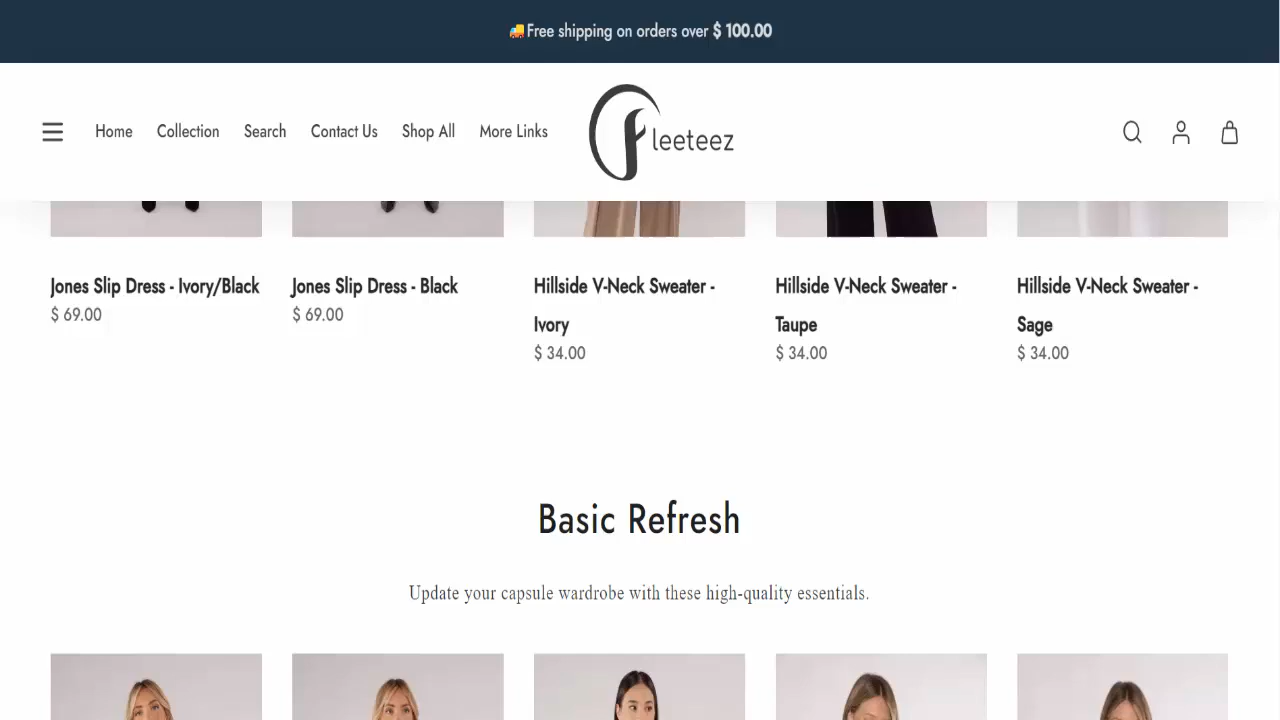 🚚Free shipping on orders over $ 100.00
Home Collection Search Contact Us Shop All More Links
fleeteez
Jones Slip Dress - Ivory/Black
$ 69.00
Jones Slip Dress - Black
$ 69.00
Hillside V-Neck Sweater -
Ivory
$ 34.00
Hillside V-Neck Sweater -
Taupe
$ 34.00
Hillside V-Neck Sweater -
Sage
$ 34.00
Basic Refresh
Update your capsule wardrobe with these high-quality essentials.